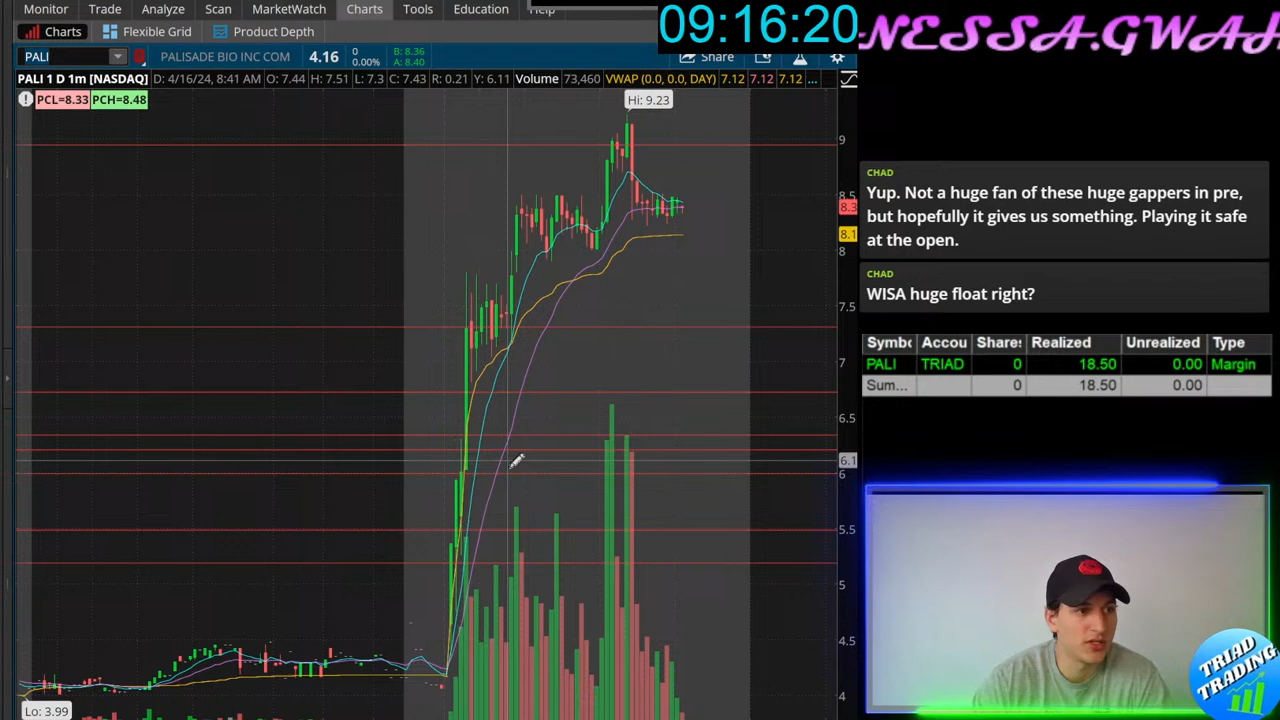 Monitor Trade Analyze Scan MarketWatch Charts Tools Education Help
Charts Flexible Grid Product Depth
09:16:20
NESSA.GWAH
PALI PALISADE BIO INC COM 4.16 0 0.00% B: 8.36 A: 8.40 Share
PALI 1 D 1m [NASDAQ] D: 4/16/24, 8:41 AM O: 7.44 H: 7.51 L: 7.3 C: 7.43 R: 0.21 Y: 6.11 Volume 73,460 VWAP (0.0, 0.0, DAY) 7.12 7.12 7.12 ...
PCL=8.33 PCH=8.48
Hi: 9.23
9
8.5
8.3
8.1
8
7.5
7
6.5
6.1
6
5.5
5
4.5
4
Lo: 3.99
CHAD
Yup. Not a huge fan of these huge gappers in pre,
but hopefully it gives us something. Playing it safe
at the open.
CHAD
WISA huge float right?
Symbo Accou Shares Realized Unrealized Type
PALI TRIAD 0 18.50 0.00 Margin
Sum... 0 18.50 0.00
TRIAD
TRADING